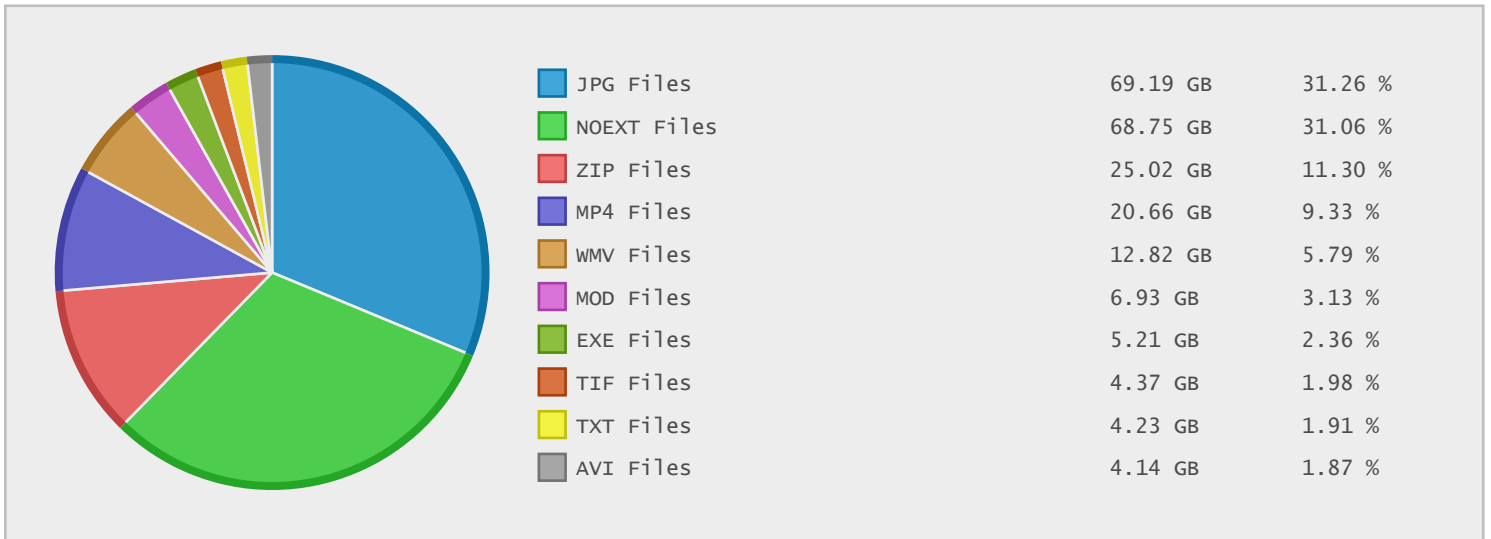 JPG Files 69.19 GB 31.26 %
NOEXT Files 68.75 GB 31.06 %
ZIP Files 25.02 GB 11.30 %
MP4 Files 20.66 GB 9.33 %
WMV Files 12.82 GB 5.79 %
MOD Files 6.93 GB 3.13 %
EXE Files 5.21 GB 2.36 %
TIF Files 4.37 GB 1.98 %
TXT Files 4.23 GB 1.91 %
AVI Files 4.14 GB 1.87 %